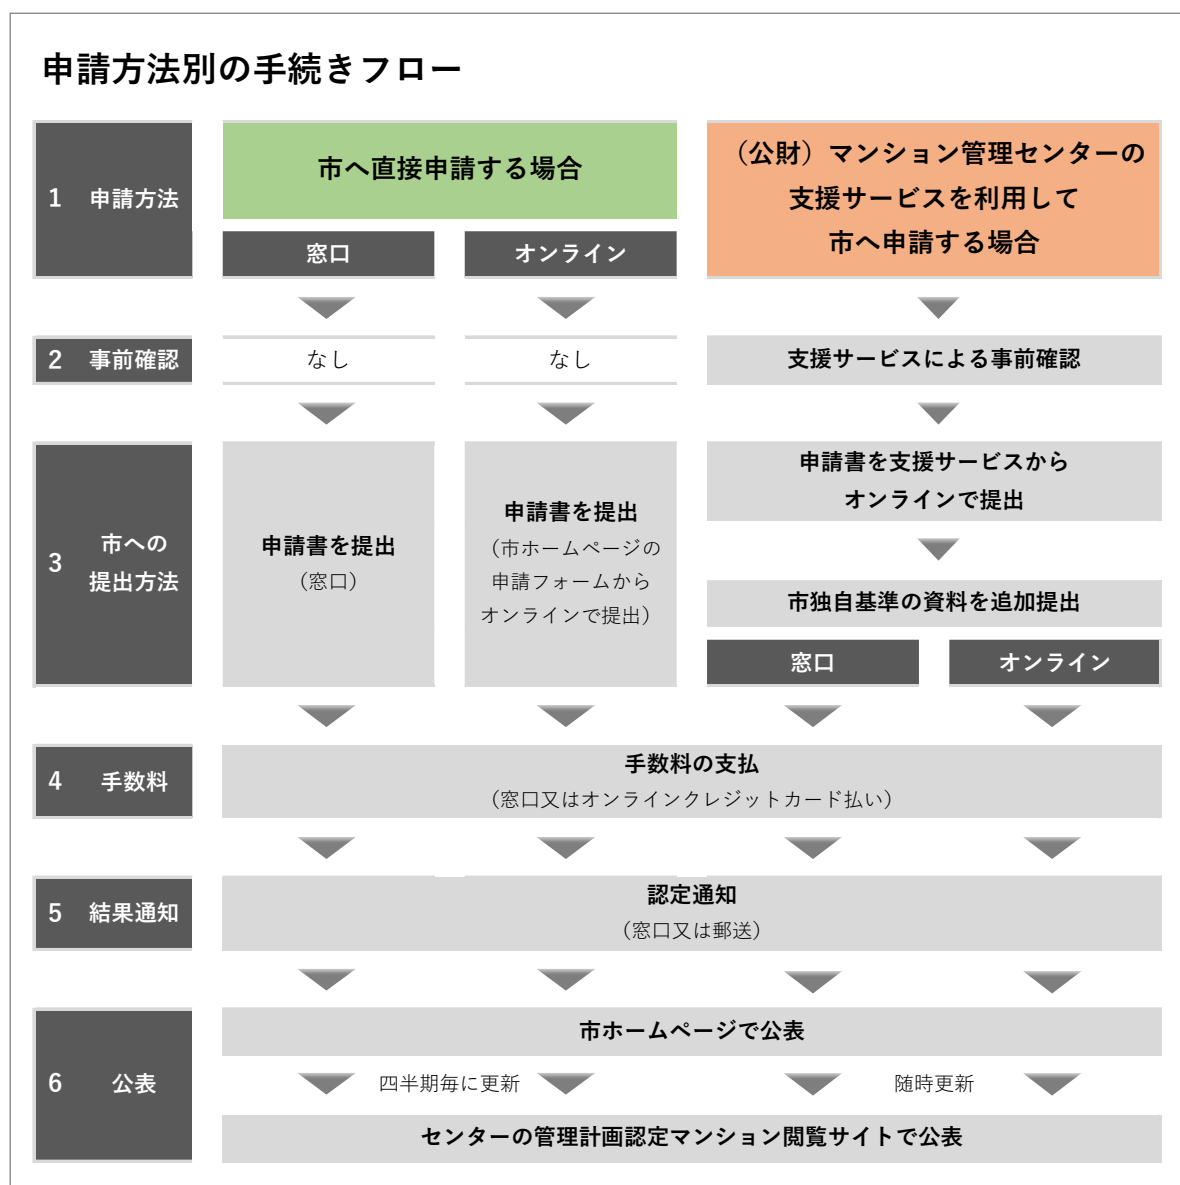 申請方法別の手続きフロー
1 申請方法
市へ直接申請する場合
窓口
オンライン
（公財）マンション管理センターの
支援サービスを利用して
市へ申請する場合
2 事前確認
なし
なし
支援サービスによる事前確認
3 市への
提出方法
申請書を提出
（窓口）
申請書を提出
（市ホームページの
申請フォームから
オンラインで提出）
申請書を支援サービスから
オンラインで提出
市独自基準の資料を追加提出
窓口
オンライン
4 手数料
手数料の支払
（窓口又はオンラインクレジットカード払い）
5 結果通知
認定通知
（窓口又は郵送）
6 公表
市ホームページで公表
四半期毎に更新
随時更新
センターの管理計画認定マンション閲覧サイトで公表